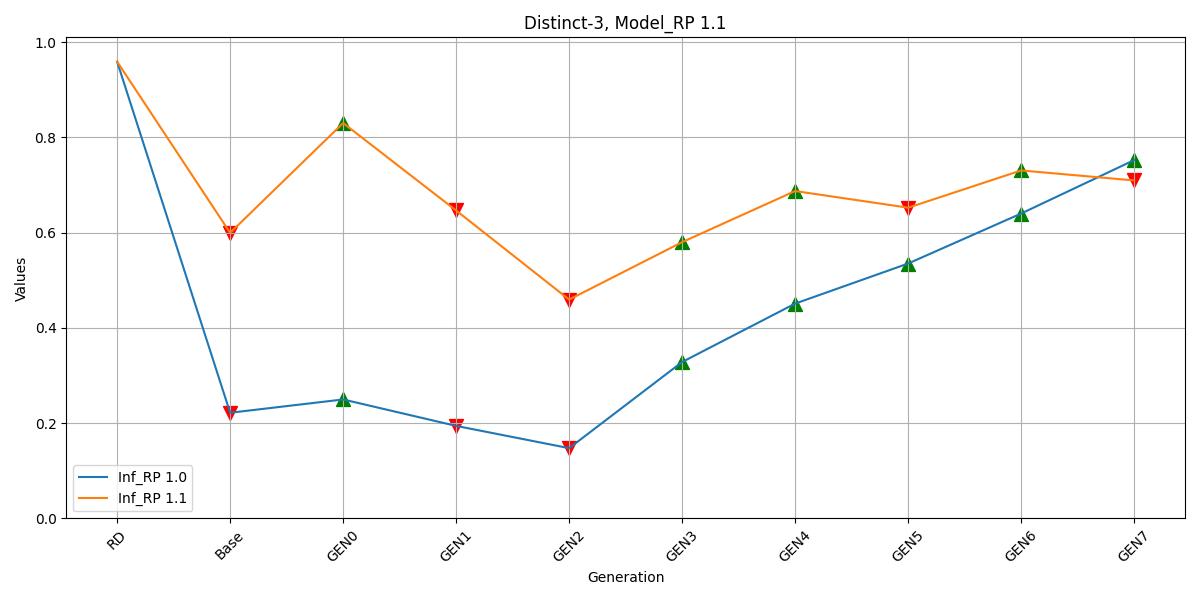 Distinct-3, Model_RP 1.1
1.0
0.8
0.6
0.4
0.2
0.0
Values
Inf_RP 1.0
Inf_RP 1.1
RD
Base
GEN0
GEN1
GEN2
GEN3
GEN4
GEN5
GEN6
GEN7
Generation